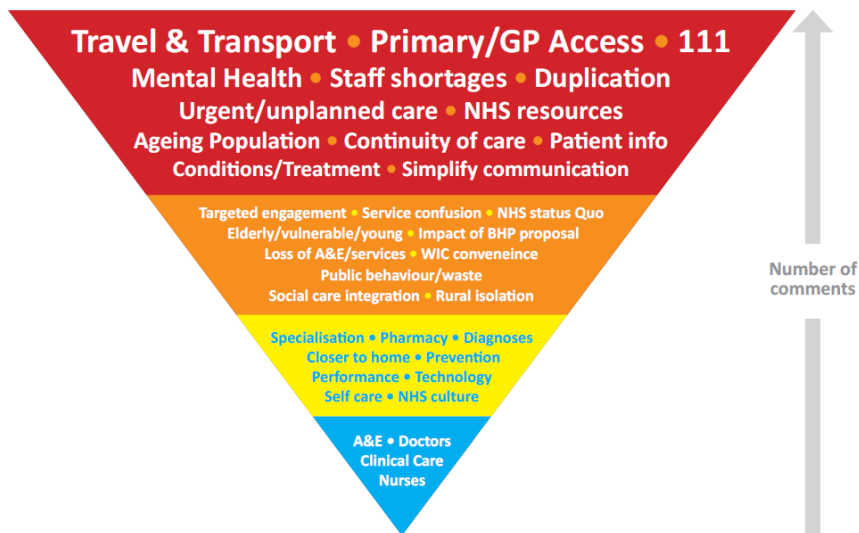 Travel & Transport • Primary/GP Access • 111
Mental Health • Staff shortages • Duplication
Urgent/unplanned care • NHS resources
Ageing Population • Continuity of care • Patient info
Conditions/Treatment • Simplify communication
Targeted engagement • Service confusion • NHS status Quo
Elderly/vulnerable/young • Impact of BHP proposal
Loss of A&E/services • WIC conveneince
Public behaviour/waste
Social care integration • Rural isolation
Specialisation • Pharmacy • Diagnoses
Closer to home • Prevention
Performance • Technology
Self care • NHS culture
A&E • Doctors
Clinical Care
Nurses
Number of
comments